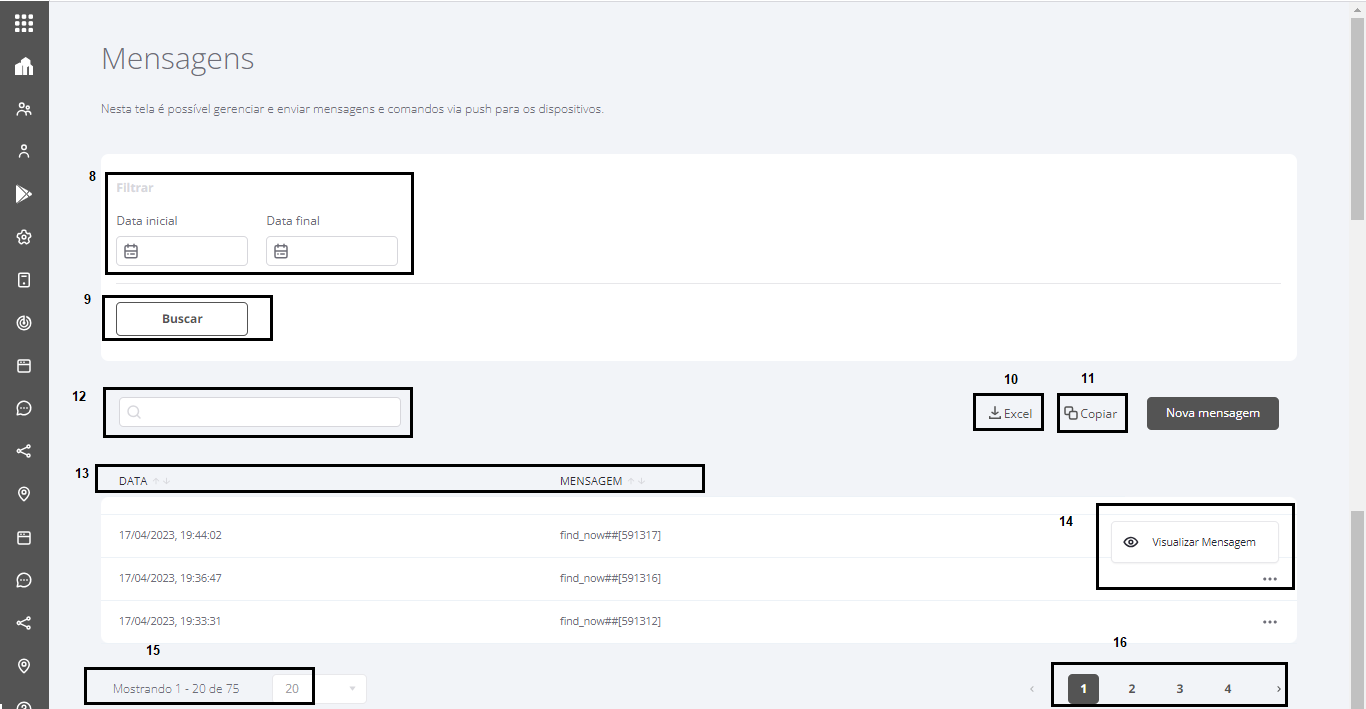 Mensagens
Nesta tela é possível gerenciar e enviar mensagens e comandos via push para os dispositivos.
8
Filtrar
Data inicial Data final
9
Buscar
10 11
12
Excel Copiar Nova mensagem
13
DATA MENSAGEM
14
17/04/2023, 19:44:02 find_now##[591317] Visualizar Mensagem
17/04/2023, 19:36:47 find_now##[591316]
17/04/2023, 19:33:31 find_now##[591312]
15 16
Mostrando 1 - 20 de 75 20 ‹ 1 2 3 4 ›